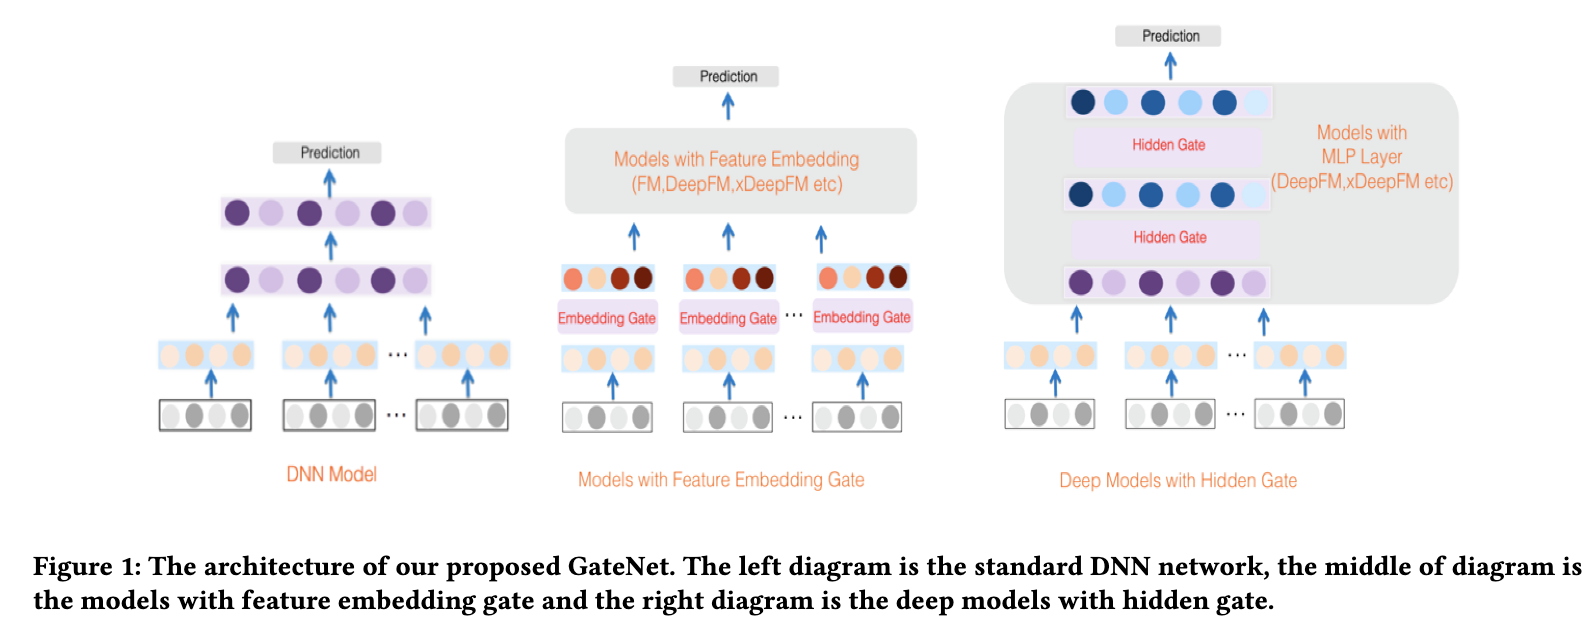 Prediction
DNN Model
Prediction
Models with Feature Embedding
(FM,DeepFM,xDeepFM etc)
Embedding Gate
Embedding Gate
...
Embedding Gate
Models with Feature Embedding Gate
Prediction
Hidden Gate
Hidden Gate
Models with
MLP Layer
(DeepFM,xDeepFM etc)
Deep Models with Hidden Gate
Figure 1: The architecture of our proposed GateNet. The left diagram is the standard DNN network, the middle of diagram is
the models with feature embedding gate and the right diagram is the deep models with hidden gate.